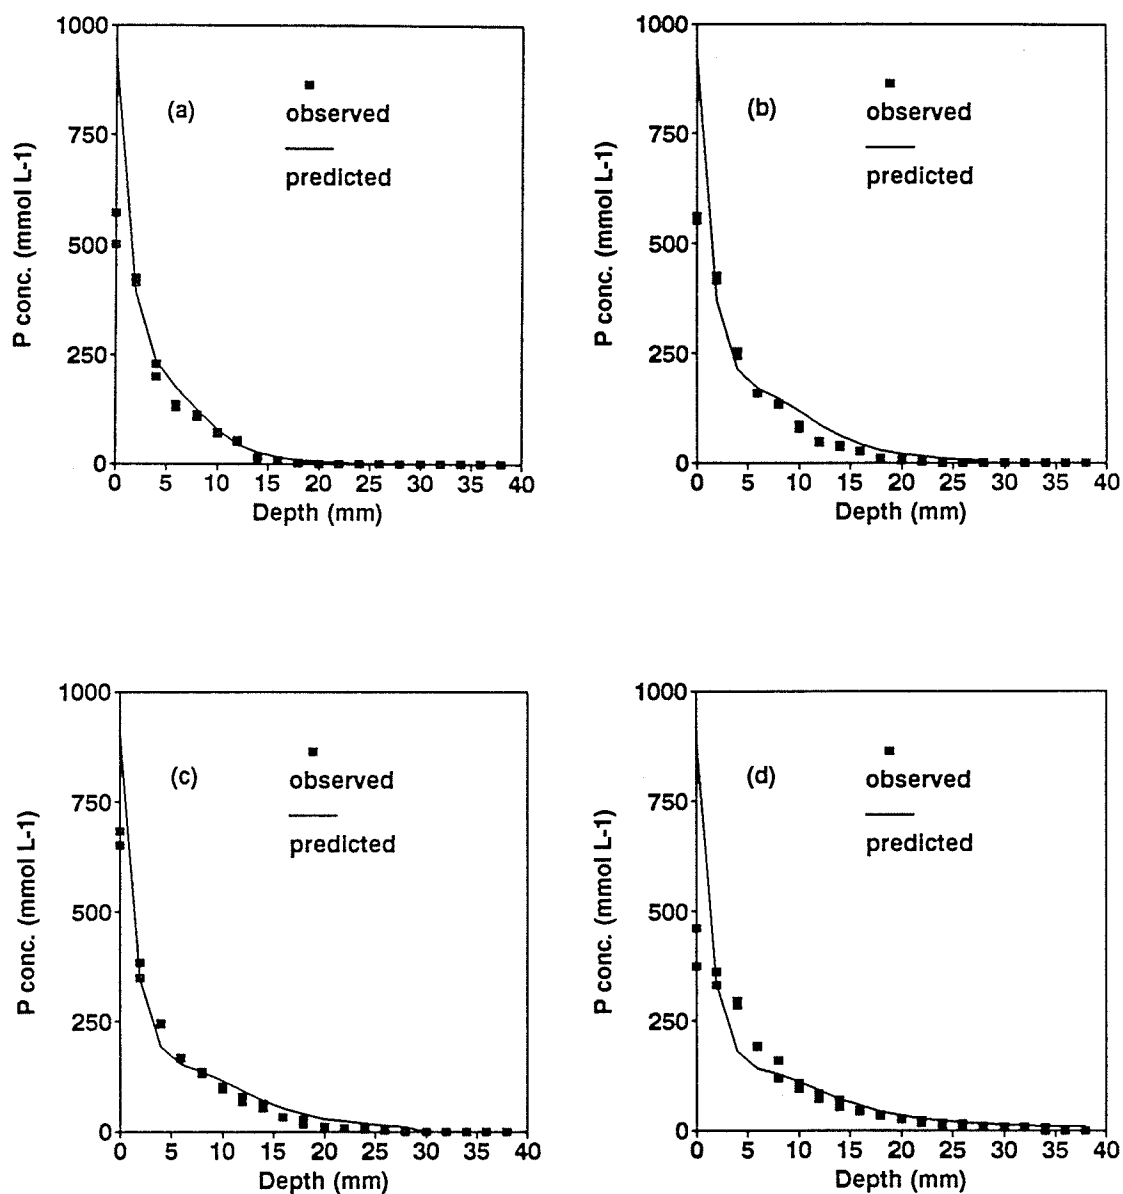 1000
750
500
250
0
P conc. (mmol L-1)
(a)
observed
predicted
0 5 10 15 20 25 30 35 40
Depth (mm)
1000
750
500
250
0
P conc. (mmol L-1)
(b)
observed
predicted
0 5 10 15 20 25 30 35 40
Depth (mm)
1000
750
500
250
0
P conc. (mmol L-1)
(c)
observed
predicted
0 5 10 15 20 25 30 35 40
Depth (mm)
1000
750
500
250
0
P conc. (mmol L-1)
(d)
observed
predicted
0 5 10 15 20 25 30 35 40
Depth (mm)